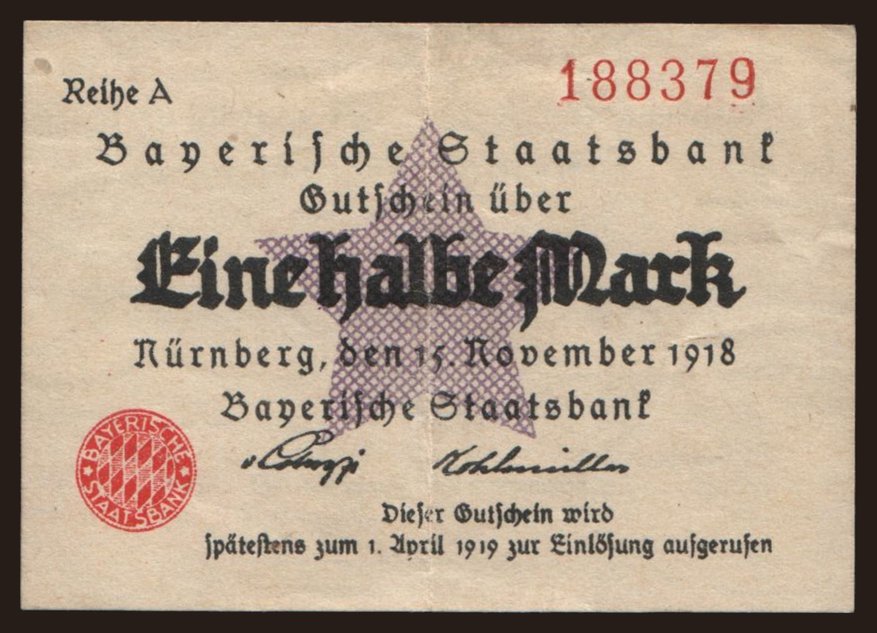 Reihe A
188379
Bayerische Staatsbank
Gutschein über
Eine halbe Mark
Nürnberg, den 15. November 1918
Bayerische Staatsbank
BAYERISCHE
STAATSBANK
Dieser Gutschein wird
spätestens zum 1. April 1919 zur Einlösung aufgerufen